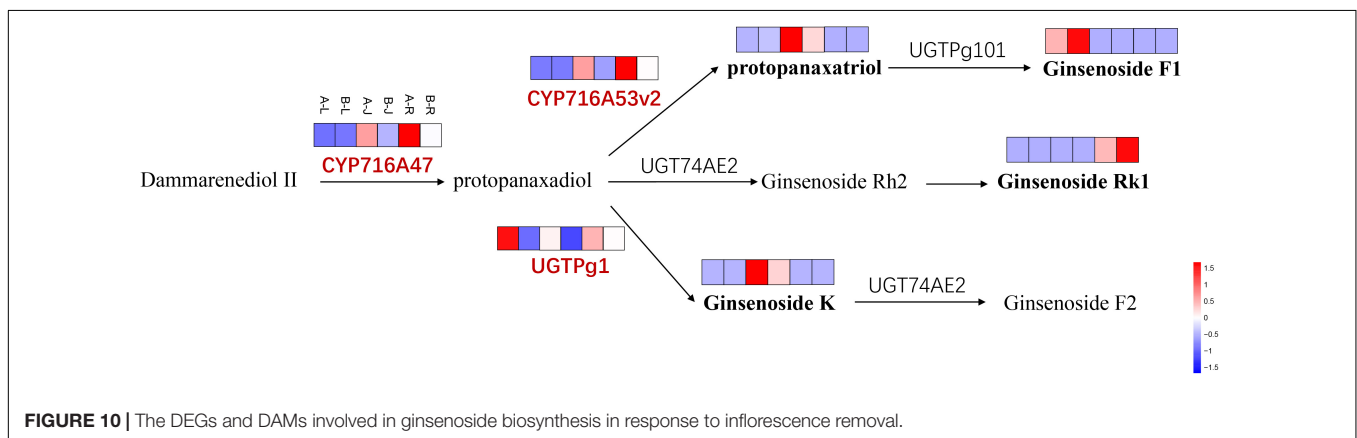 UGTPg101
protopanaxatriol
Ginsenoside F1
CYP716A53v2
A-L
B-L
A-J
B-J
A-R
B-R
CYP716A47
Dammarenediol II
protopanaxadiol
UGT74AE2
Ginsenoside Rh2
Ginsenoside Rk1
UGTPg1
Ginsenoside K
UGT74AE2
Ginsenoside F2
1.5
1
0.5
0
−0.5
−1
−1.5
FIGURE 10 | The DEGs and DAMs involved in ginsenoside biosynthesis in response to inflorescence removal.